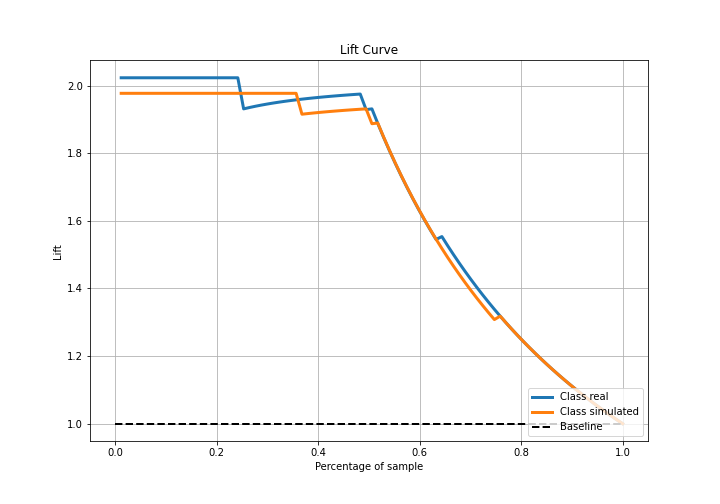 Lift Curve
Lift
2.0
1.8
1.6
1.4
1.2
1.0
0.0 0.2 0.4 0.6 0.8 1.0
Percentage of sample
Class real
Class simulated
Baseline